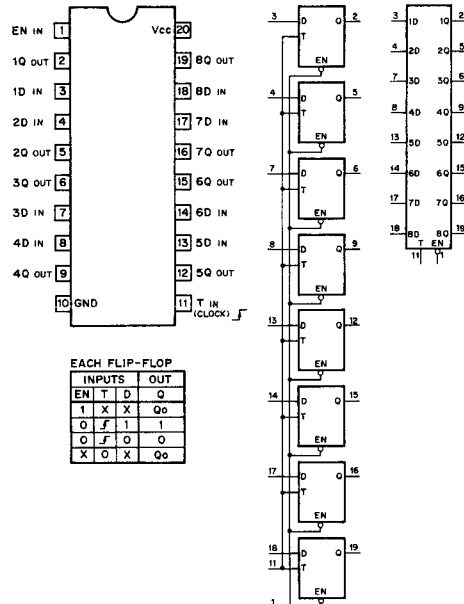 EN IN 1 Vcc 20
1Q OUT 2 19 8Q OUT
1D IN 3 18 8D IN
2D IN 4 17 7D IN
2Q OUT 5 16 7Q OUT
3Q OUT 6 15 6Q OUT
3D IN 7 14 6D IN
4D IN 8 13 5D IN
4Q OUT 9 12 5Q OUT
10 GND 11 T IN
(CLOCK)
EACH FLIP-FLOP
INPUTS OUT
EN T D Q
1 X X Qo
0 1 1
0 0 0
X 0 X Qo
3 D Q 2
T
EN
4 D Q 5
T
EN
7 D Q 6
T
EN
8 D Q 9
T
EN
13 D Q 12
T
EN
14 D Q 15
T
EN
17 D Q 16
T
EN
18 D Q 19
11 T
EN
1
3 1D 1Q 2
4 2D 2Q 5
7 3D 3Q 6
8 4D 4Q 9
13 5D 5Q 12
14 6D 6Q 15
17 7D 7Q 16
18 8D 8Q 19
T EN
11 1